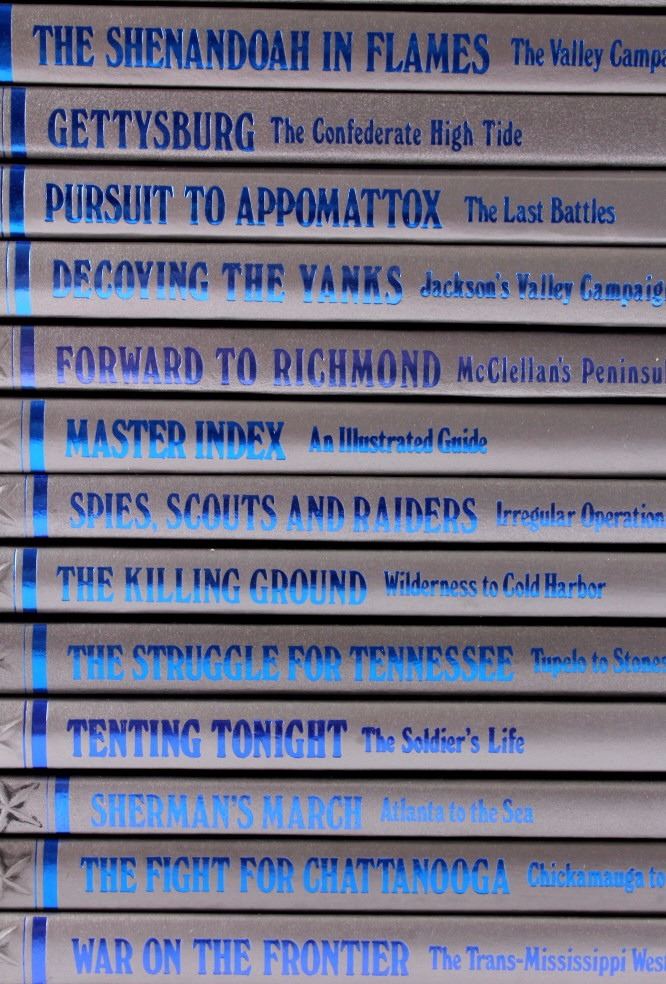 THE SHENANDOAH IN FLAMES The Valley Campa
GETTYSBURG The Confederate High Tide
PURSUIT TO APPOMATTOX The Last Battles
DECOYING THE YANKS Jackson's Valley Campaig
FORWARD TO RICHMOND McClellan's Peninsul
MASTER INDEX An Illustrated Guide
SPIES, SCOUTS AND RAIDERS Irregular Operation
THE KILLING GROUND Wilderness to Cold Harbor
THE STRUGGLE FOR TENNESSEE Tupelo to Stones
TENTING TONIGHT The Soldier's Life
SHERMAN'S MARCH Atlanta to the Sea
THE FIGHT FOR CHATTANOOGA Chickamauga to
WAR ON THE FRONTIER The Trans-Mississippi West